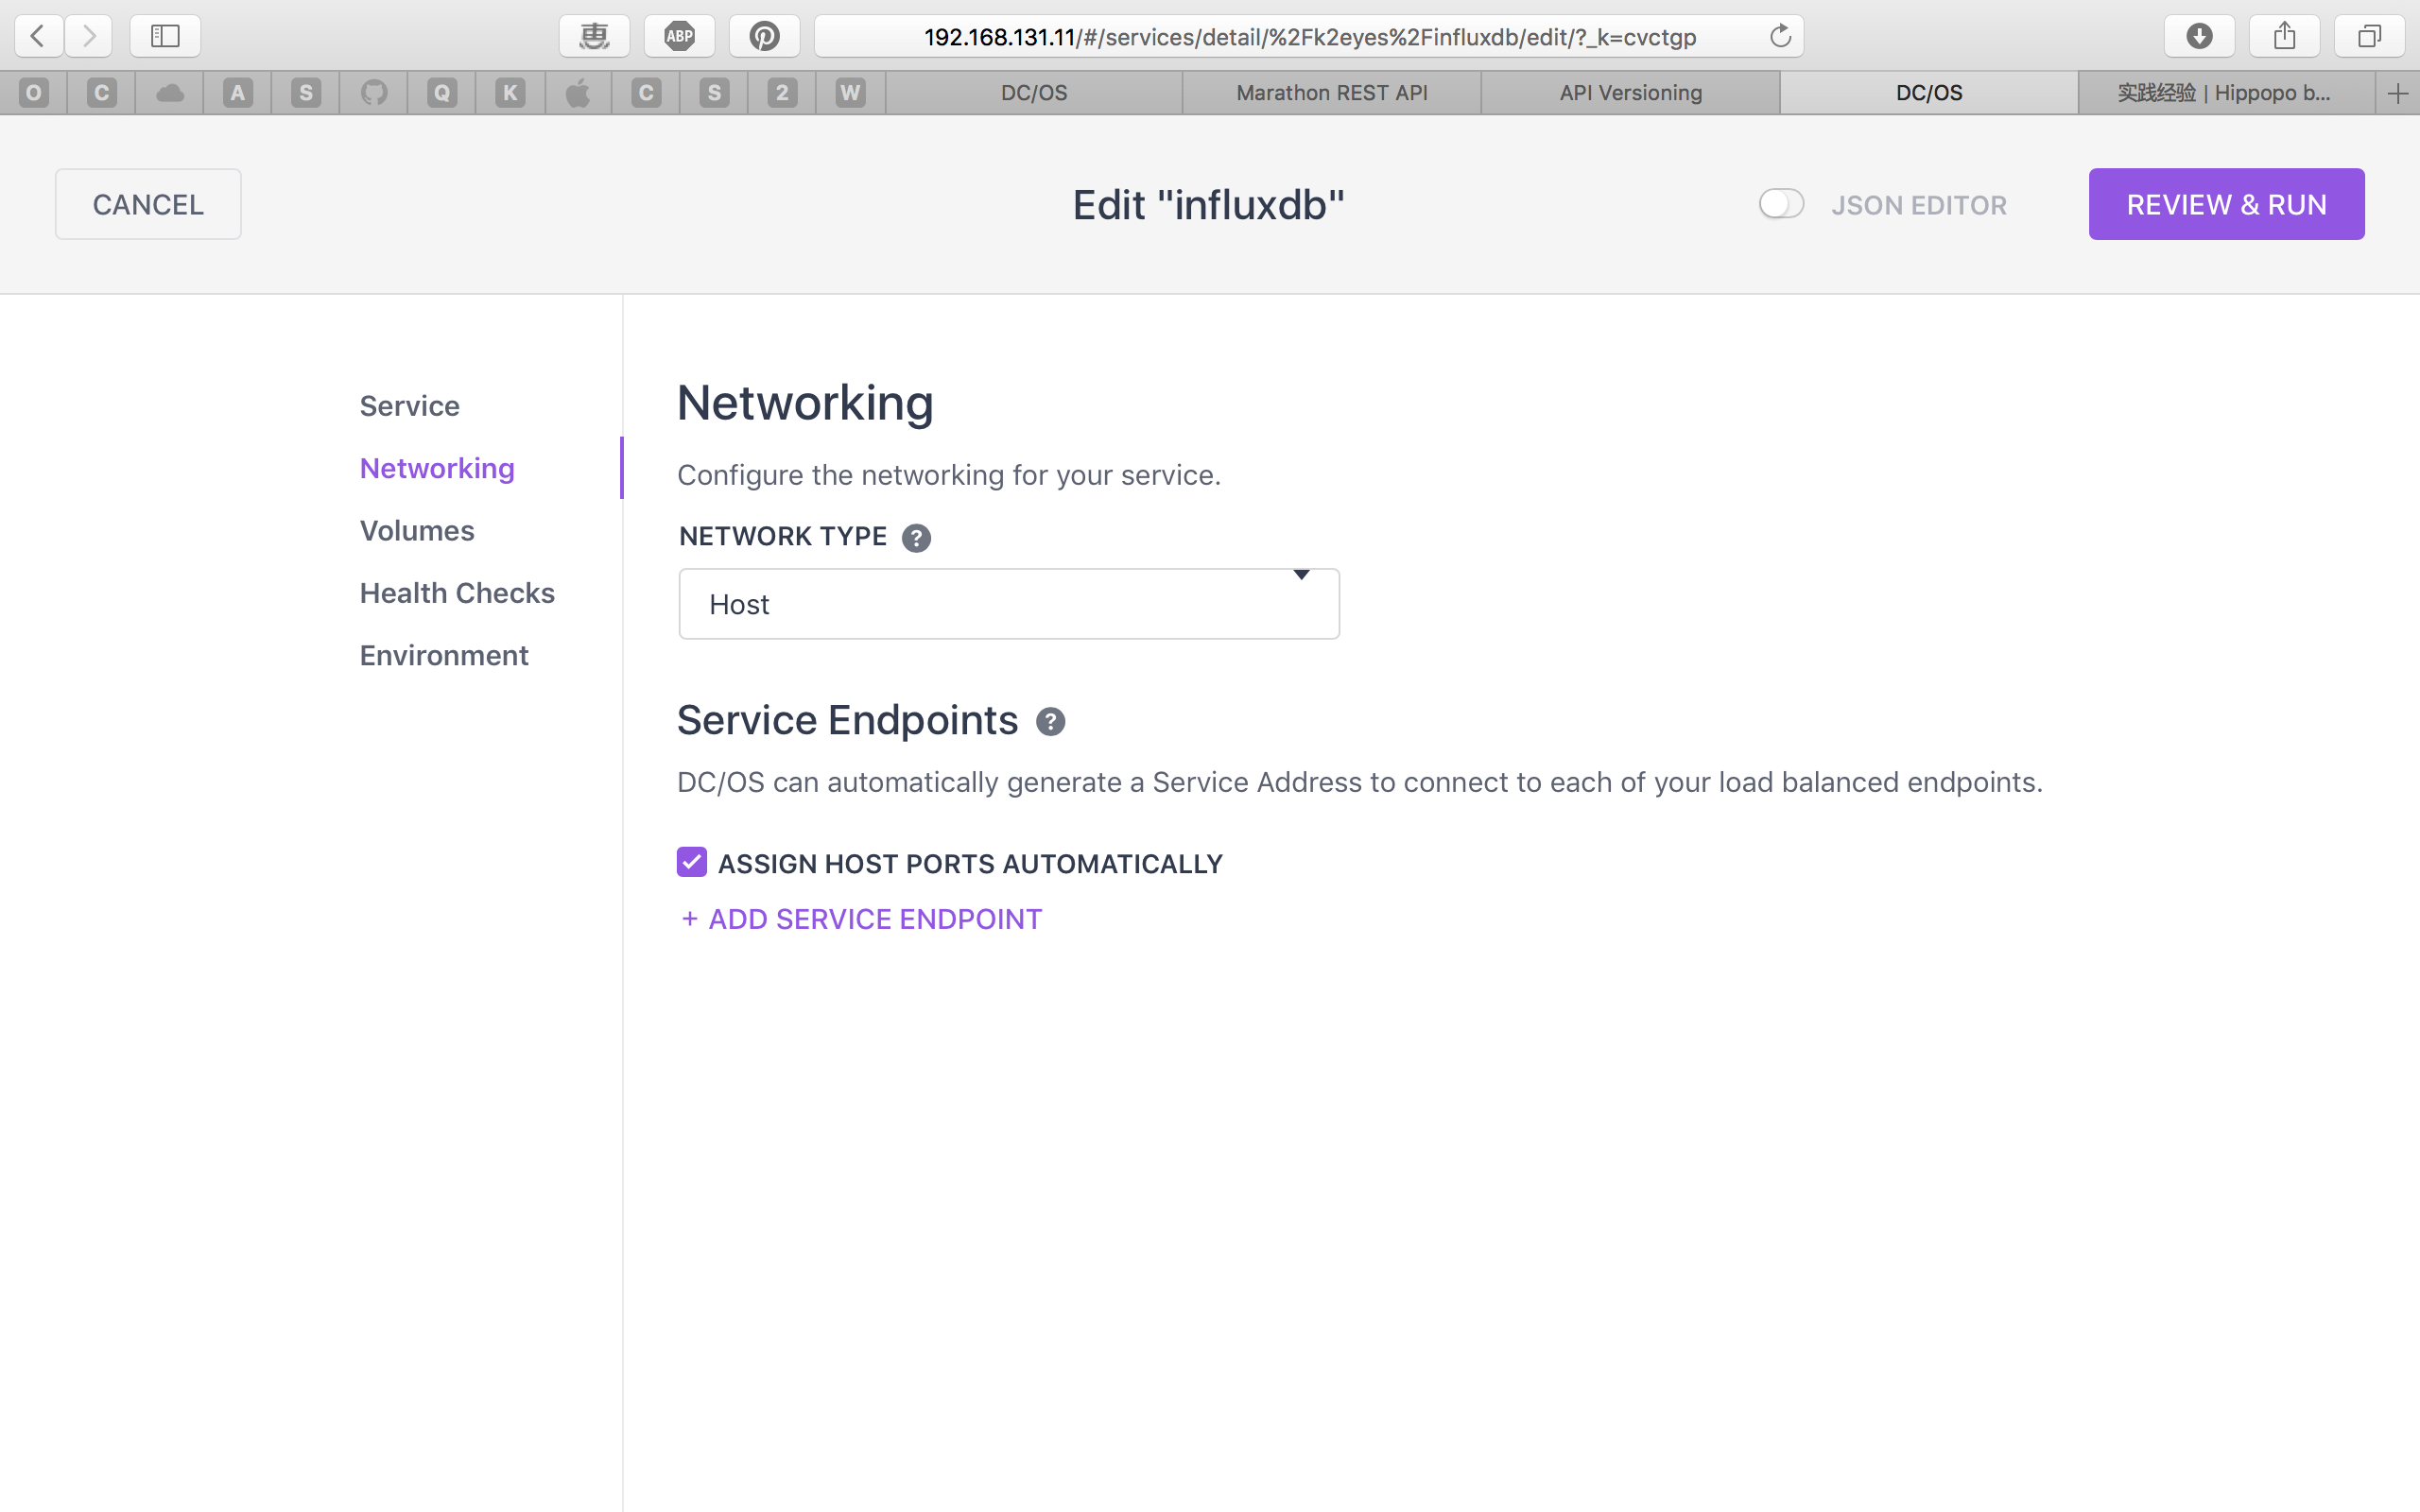 惠 ABP 192.168.131.11/#/services/detail/%2Fk2eyes%2Finfluxdb/edit/?_k=cvctgp
O C A S Q K C S 2 W DC/OS Marathon REST API API Versioning DC/OS 实践经验 | Hippopo b...
CANCEL Edit "influxdb" JSON EDITOR REVIEW & RUN
Service
Networking
Volumes
Health Checks
Environment
Networking
Configure the networking for your service.
NETWORK TYPE ?
Host
Service Endpoints ?
DC/OS can automatically generate a Service Address to connect to each of your load balanced endpoints.
ASSIGN HOST PORTS AUTOMATICALLY
+ ADD SERVICE ENDPOINT